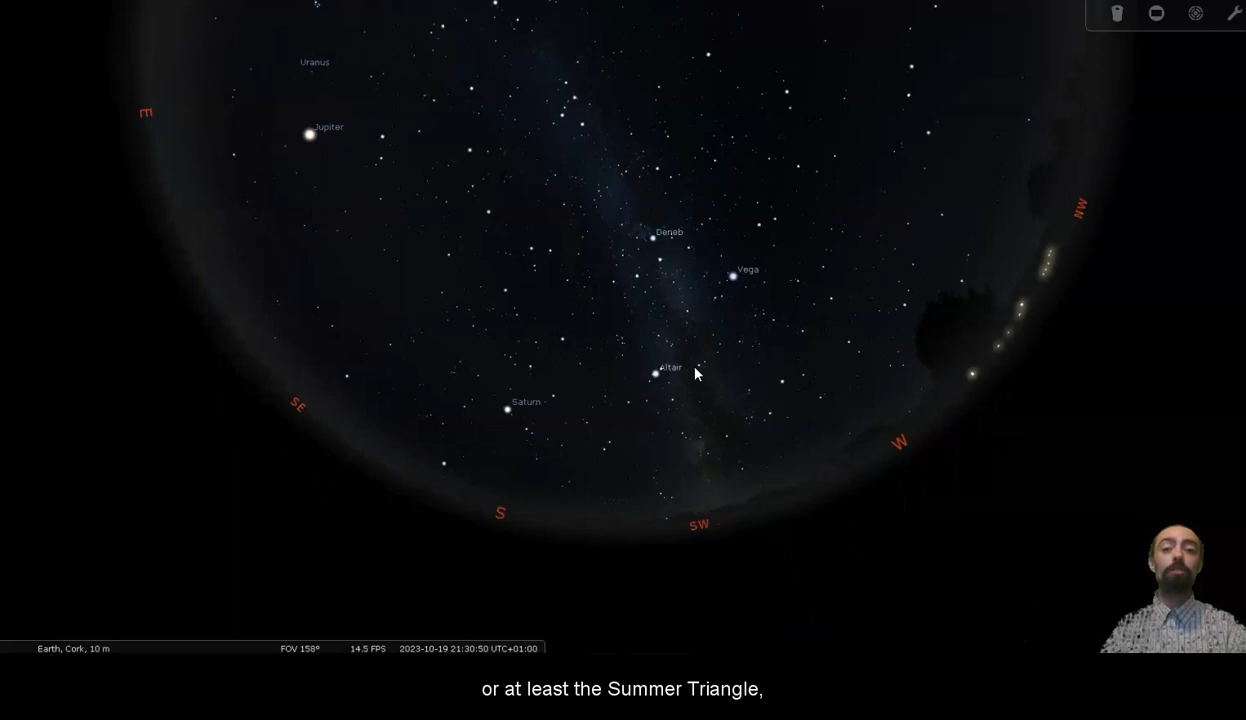 Uranus
E
Jupiter
NW
Deneb
Vega
Altair
Saturn
SE
W
S
SW
Earth, Cork, 10 m FOV 158° 14.5 FPS 2023-10-19 21:30:50 UTC+01:00
or at least the Summer Triangle,